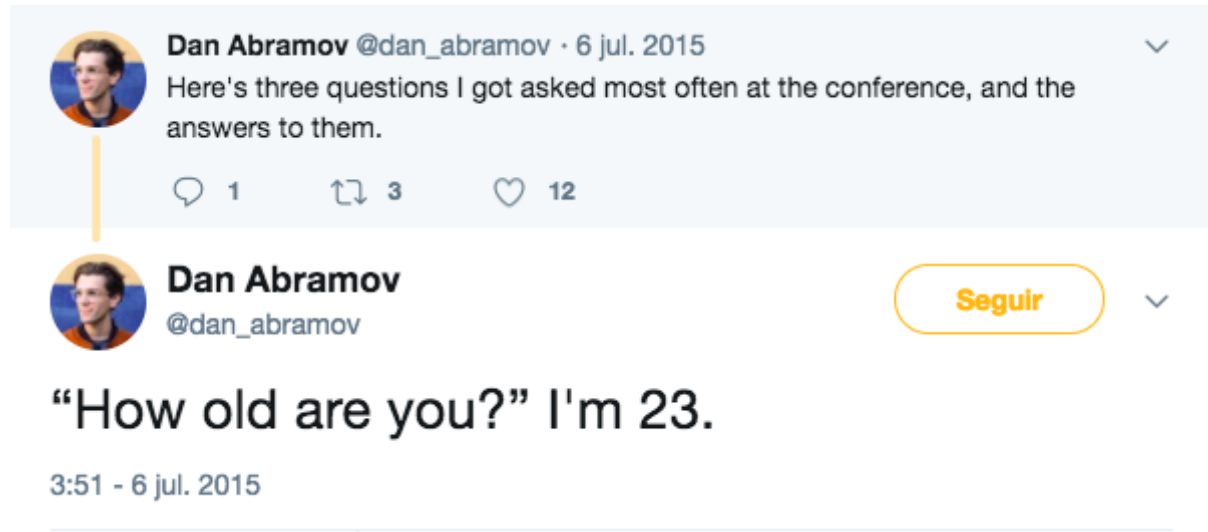 Dan Abramov @dan_abramov · 6 jul. 2015
Here's three questions I got asked most often at the conference, and the
answers to them.
1 3 12
Dan Abramov
@dan_abramov
Seguir
“How old are you?” I'm 23.
3:51 - 6 jul. 2015